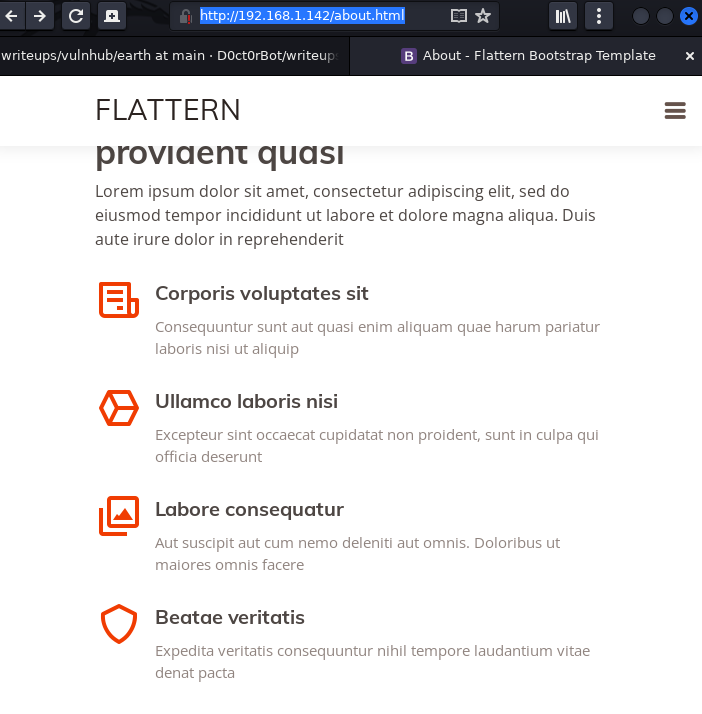 http://192.168.1.142/about.html
writeups/vulnhub/earth at main · D0ct0rBot/writeups
B About - Flattern Bootstrap Template
FLATTERN
provident quasi
Lorem ipsum dolor sit amet, consectetur adipiscing elit, sed do
eiusmod tempor incididunt ut labore et dolore magna aliqua. Duis
aute irure dolor in reprehenderit
Corporis voluptates sit
Consequuntur sunt aut quasi enim aliquam quae harum pariatur
laboris nisi ut aliquip
Ullamco laboris nisi
Excepteur sint occaecat cupidatat non proident, sunt in culpa qui
officia deserunt
Labore consequatur
Aut suscipit aut cum nemo deleniti aut omnis. Doloribus ut
maiores omnis facere
Beatae veritatis
Expedita veritatis consequuntur nihil tempore laudantium vitae
denat pacta